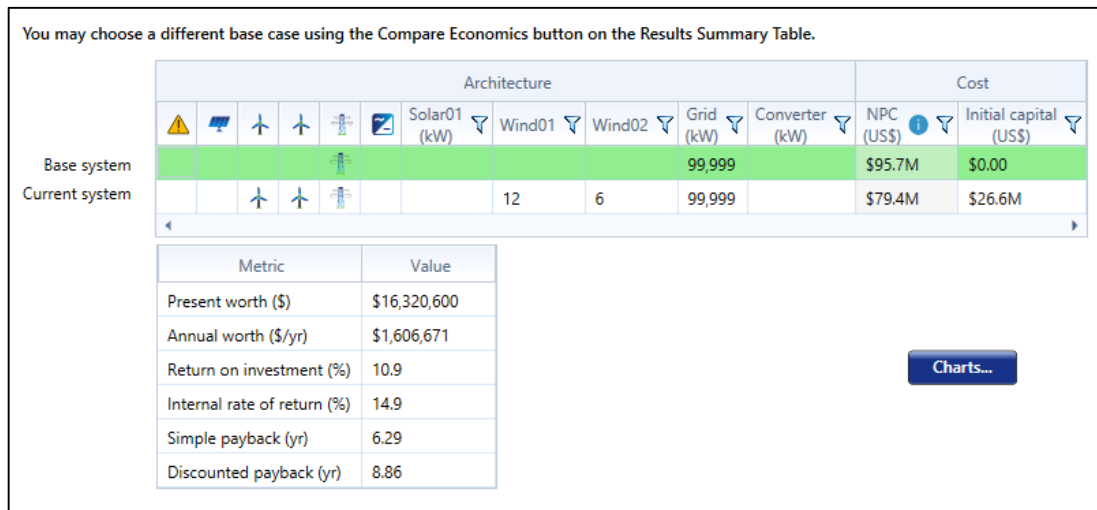 You may choose a different base case using the Compare Economics button on the Results Summary Table.
Architecture Cost
Solar01 (kW) Wind01 Wind02 Grid (kW) Converter (kW) NPC (US$) Initial capital (US$)
Base system 99,999 $95.7M $0.00
Current system 12 6 99,999 $79.4M $26.6M
Metric Value
Present worth ($) $16,320,600
Annual worth ($/yr) $1,606,671
Return on investment (%) 10.9
Internal rate of return (%) 14.9
Simple payback (yr) 6.29
Discounted payback (yr) 8.86
Charts...